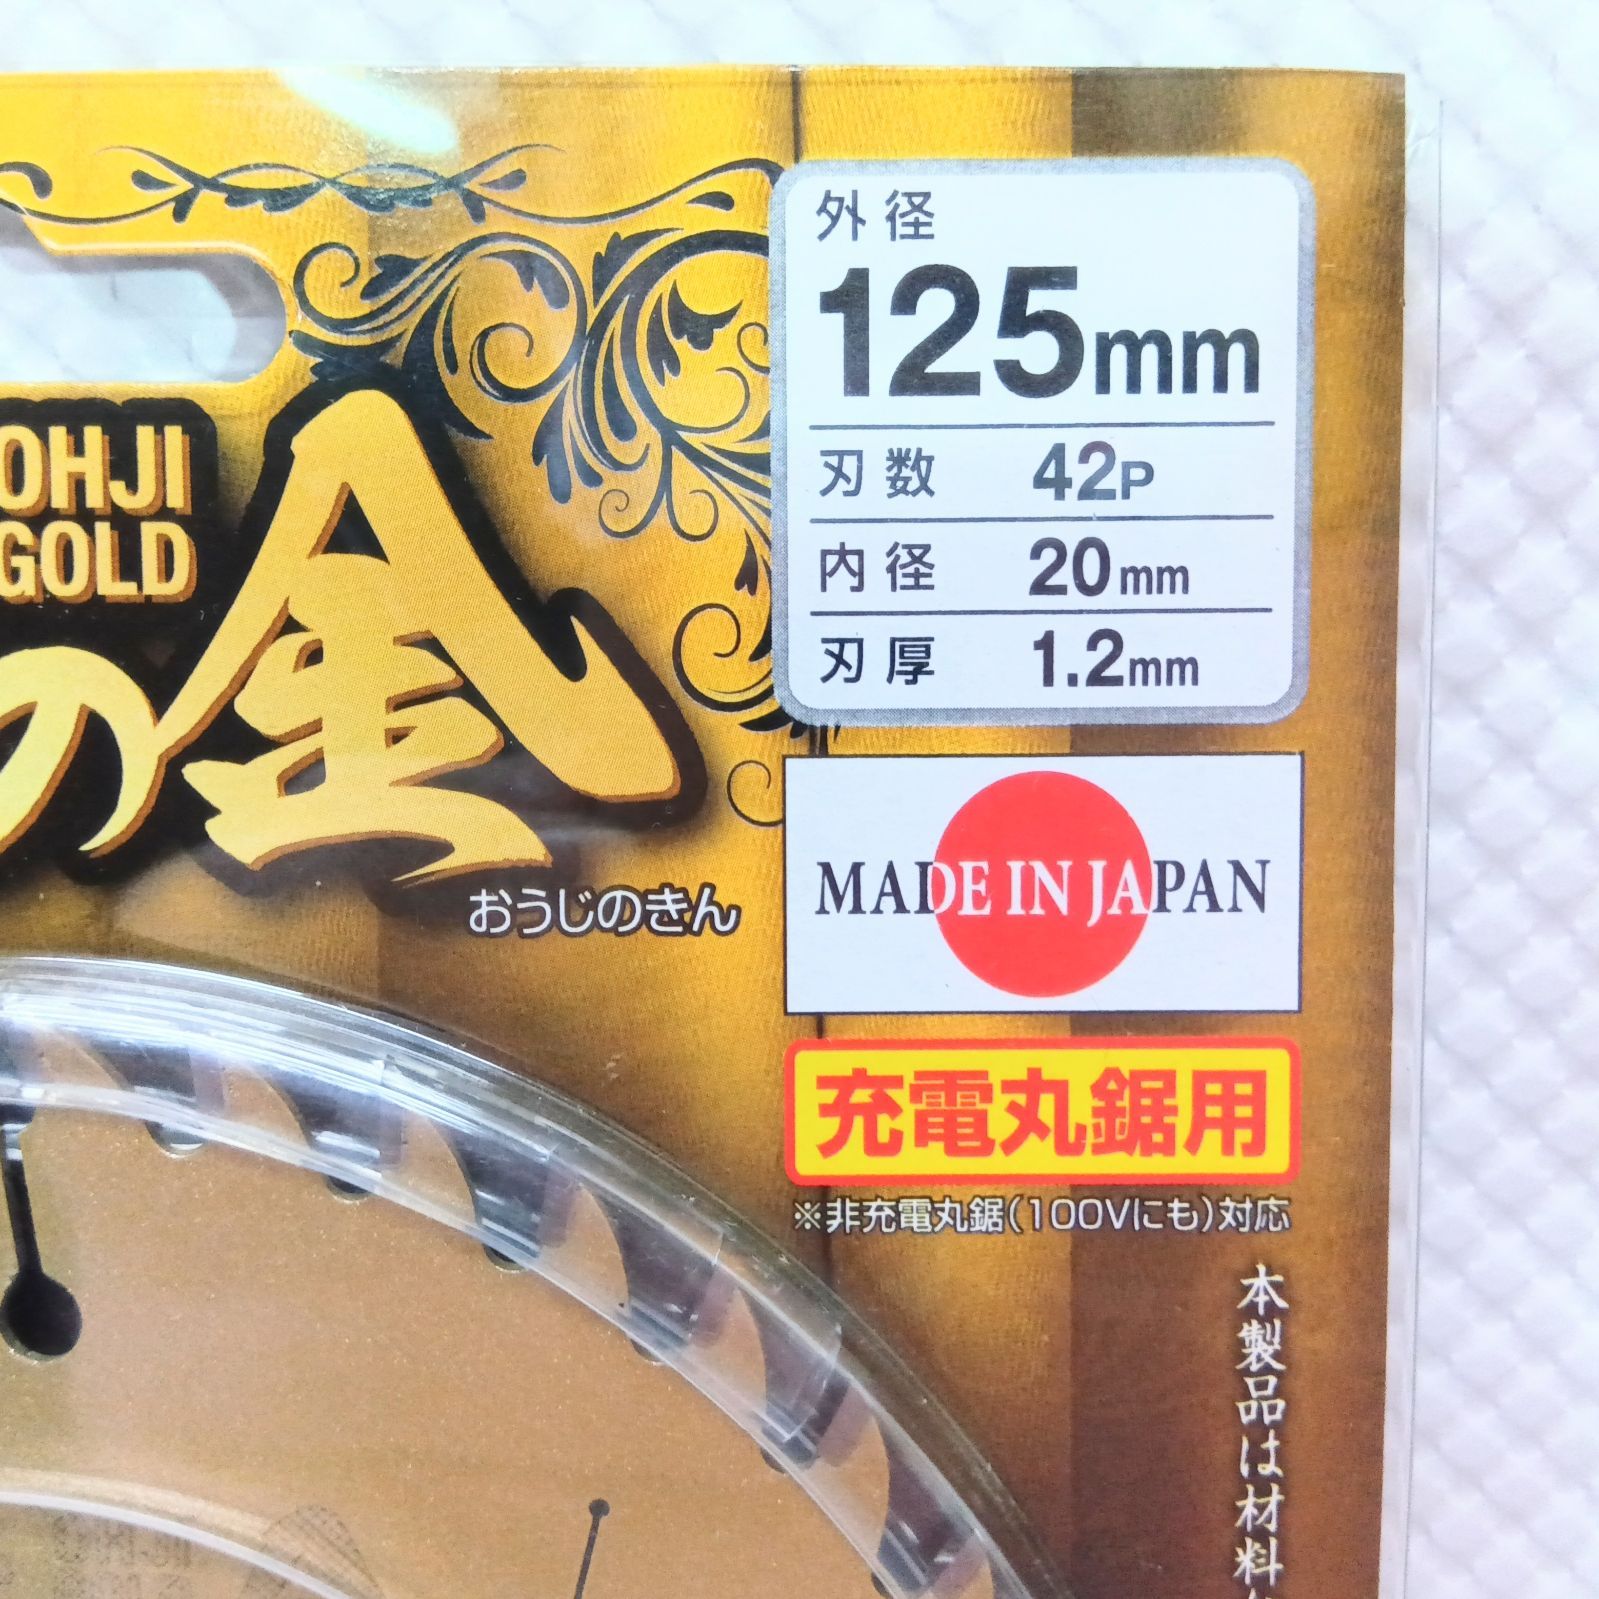 外径
125mm
刃数 42P
内径 20mm
刃厚 1.2mm
OHJI
GOLD
の金
おうじのきん
MADE IN JAPAN
充電丸鋸用
※非充電丸鋸(100Vにも)対応
本製品は材料